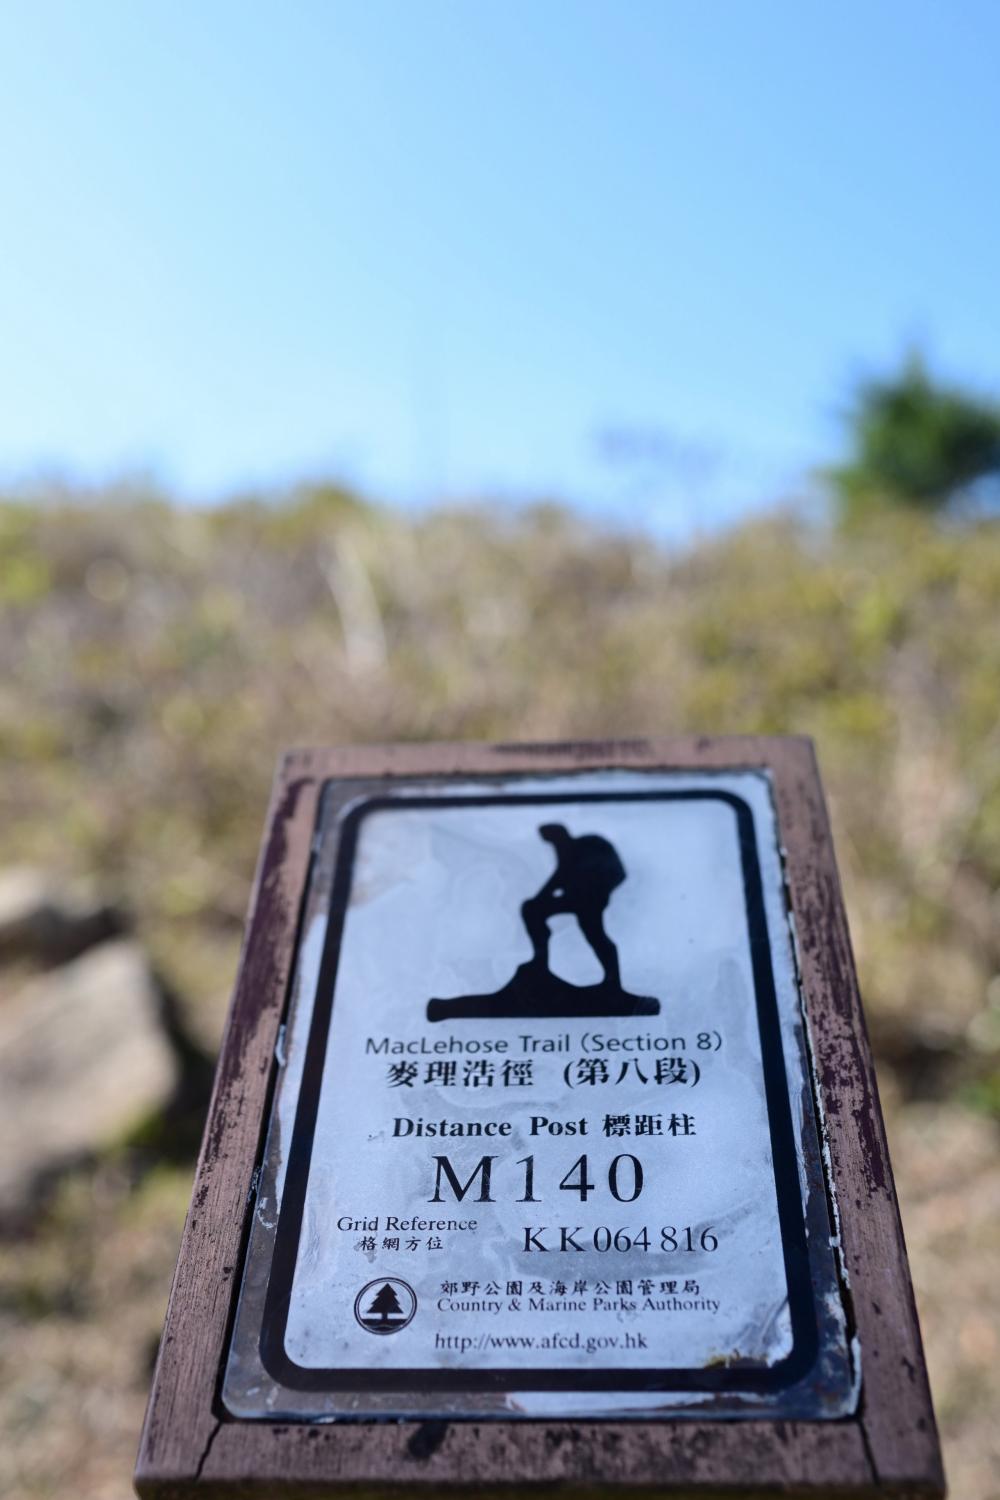 MacLehose Trail (Section 8)
麥理浩徑 (第八段)
Distance Post 標距柱
M140
Grid Reference
格網方位
KK064 816
郊野公園及海岸公園管理局
Country & Marine Parks Authority
http://www.afcd.gov.hk